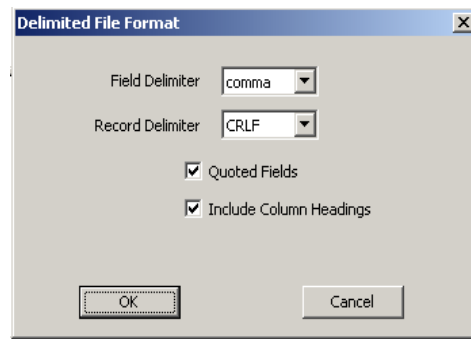 Delimited File Format
Field Delimiter comma
Record Delimiter CRLF
Quoted Fields
Include Column Headings
OK Cancel